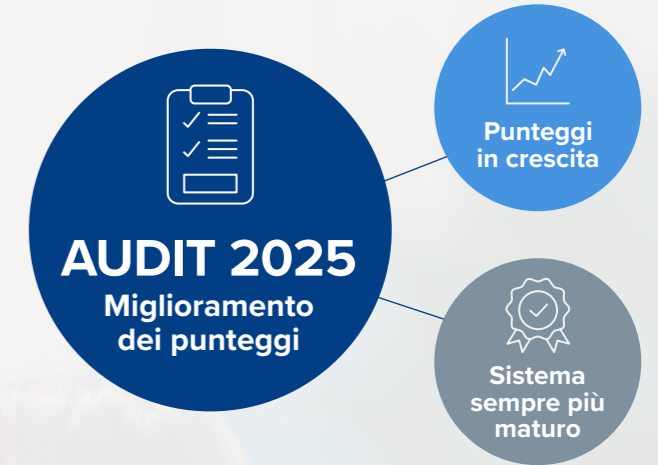 AUDIT 2025
Miglioramento
dei punteggi
Punteggi
in crescita
Sistema
sempre più
maturo